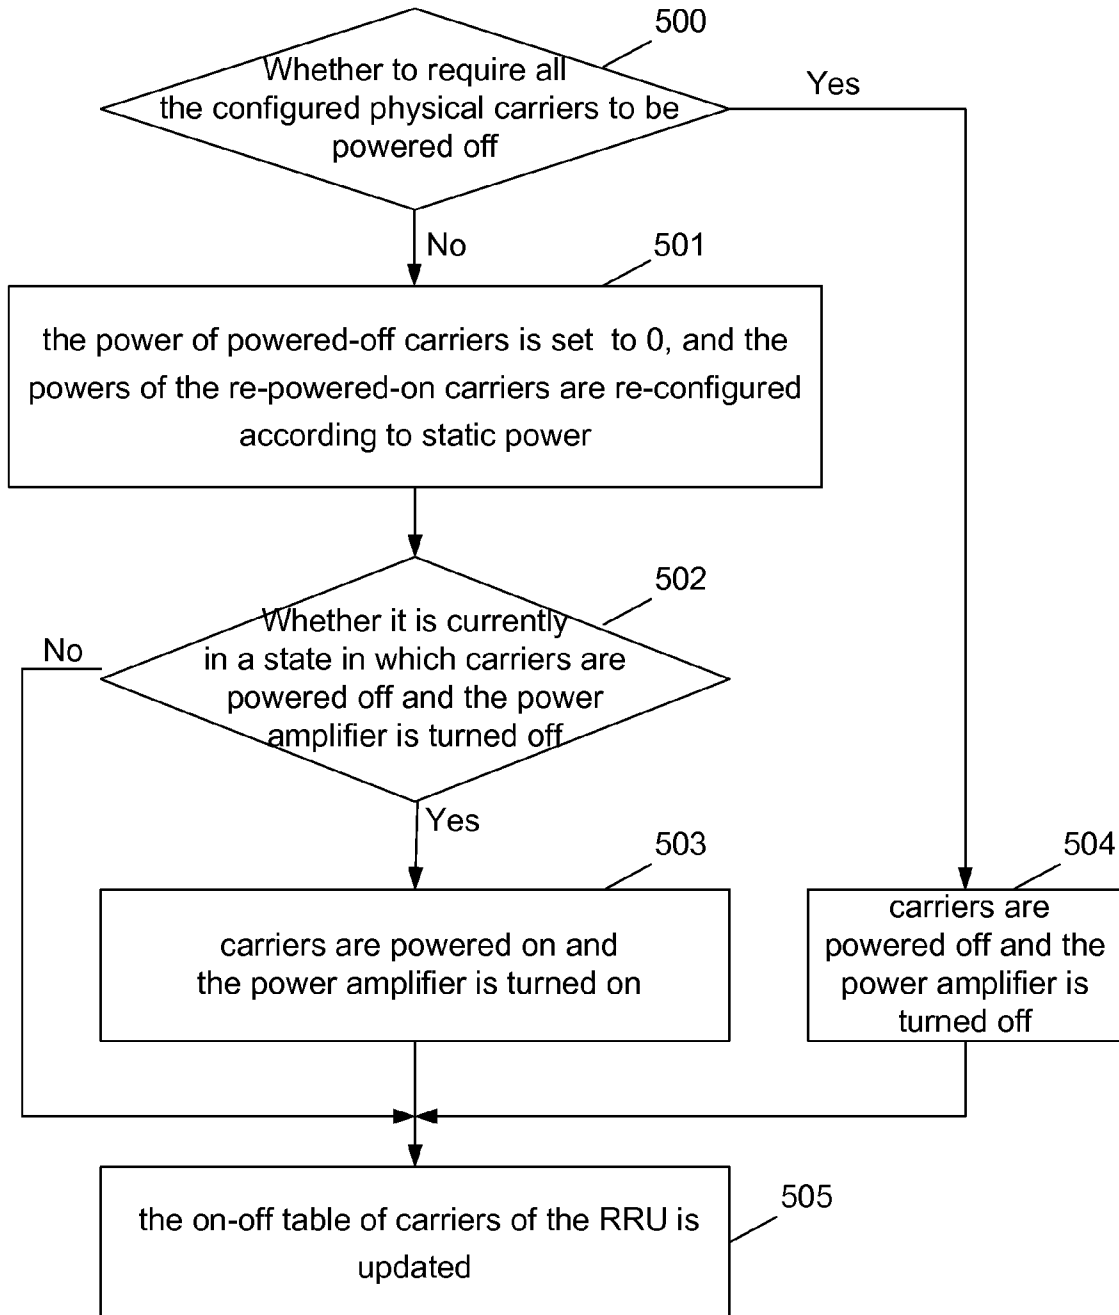 500
Whether to require all
the configured physical carriers to be
powered off
Yes
No
501
the power of powered-off carriers is set to 0, and the
powers of the re-powered-on carriers are re-configured
according to static power
502
Whether it is currently
in a state in which carriers are
powered off and the power
amplifier is turned off
No
Yes
503
carriers are powered on and
the power amplifier is turned on
504
carriers are
powered off and the
power amplifier is
turned off
505
the on-off table of carriers of the RRU is
updated